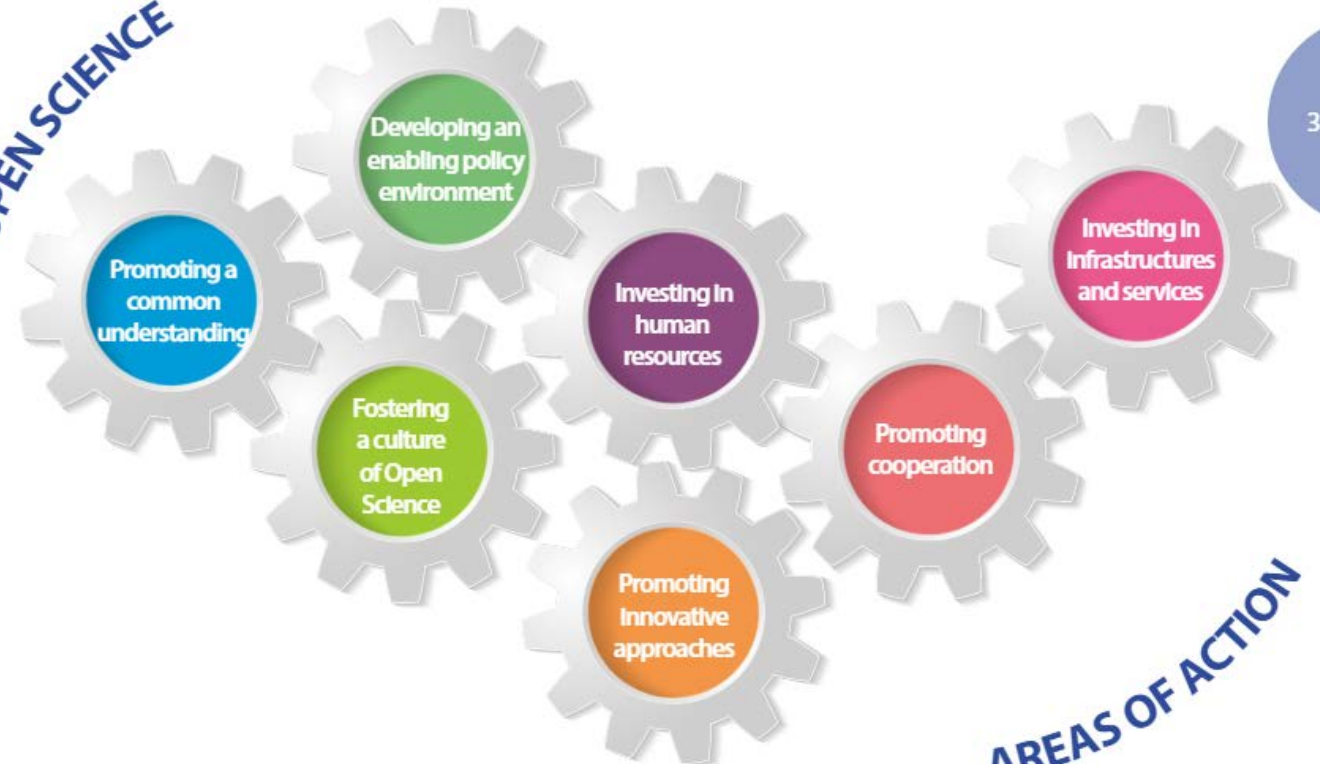 OPEN SCIENCE
Developing an
enabling policy
environment
3
Promoting a
common
understanding
Investing in
human
resources
Investing in
infrastructures
and services
Fostering
a culture
of Open
Science
Promoting
cooperation
Promoting
innovative
approaches
AREAS OF ACTION